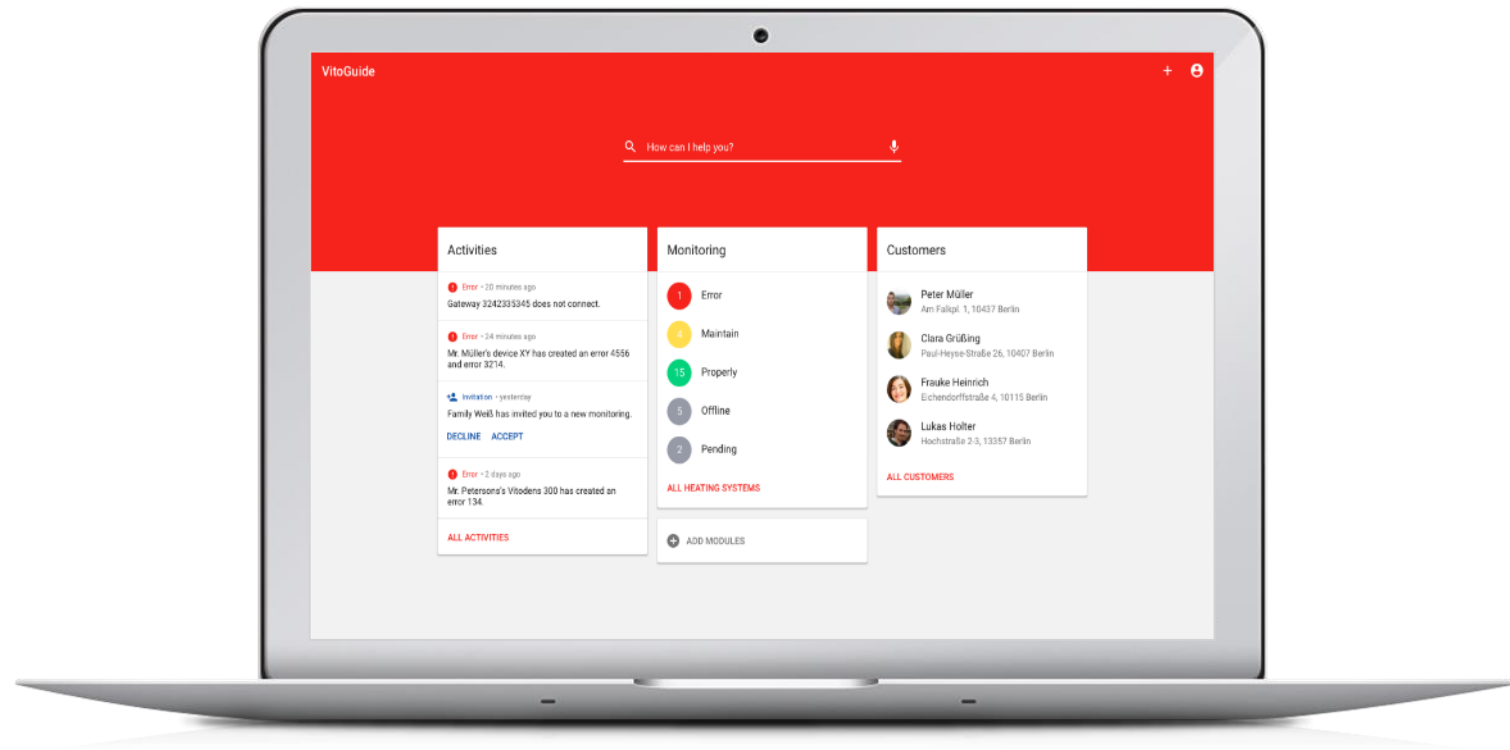 VitoGuide
How can I help you?
Activities
Error • 20 minutes ago
Gateway 3242335345 does not connect.
Error • 24 minutes ago
Mr. Müller's device XY has created an error 4556
and error 3214.
Invitation • yesterday
Family Weiß has invited you to a new monitoring.
DECLINE ACCEPT
Error • 2 days ago
Mr. Petersons's Vitodens 300 has created an
error 134.
ALL ACTIVITIES
Monitoring
1 Error
4 Maintain
15 Properly
5 Offline
2 Pending
ALL HEATING SYSTEMS
ADD MODULES
Customers
Peter Müller
Am Falkpl. 1, 10437 Berlin
Clara Grüßing
Paul-Heyse-Straße 26, 10407 Berlin
Frauke Heinrich
Eichendorffstraße 4, 10115 Berlin
Lukas Holter
Hochstraße 2-3, 13357 Berlin
ALL CUSTOMERS